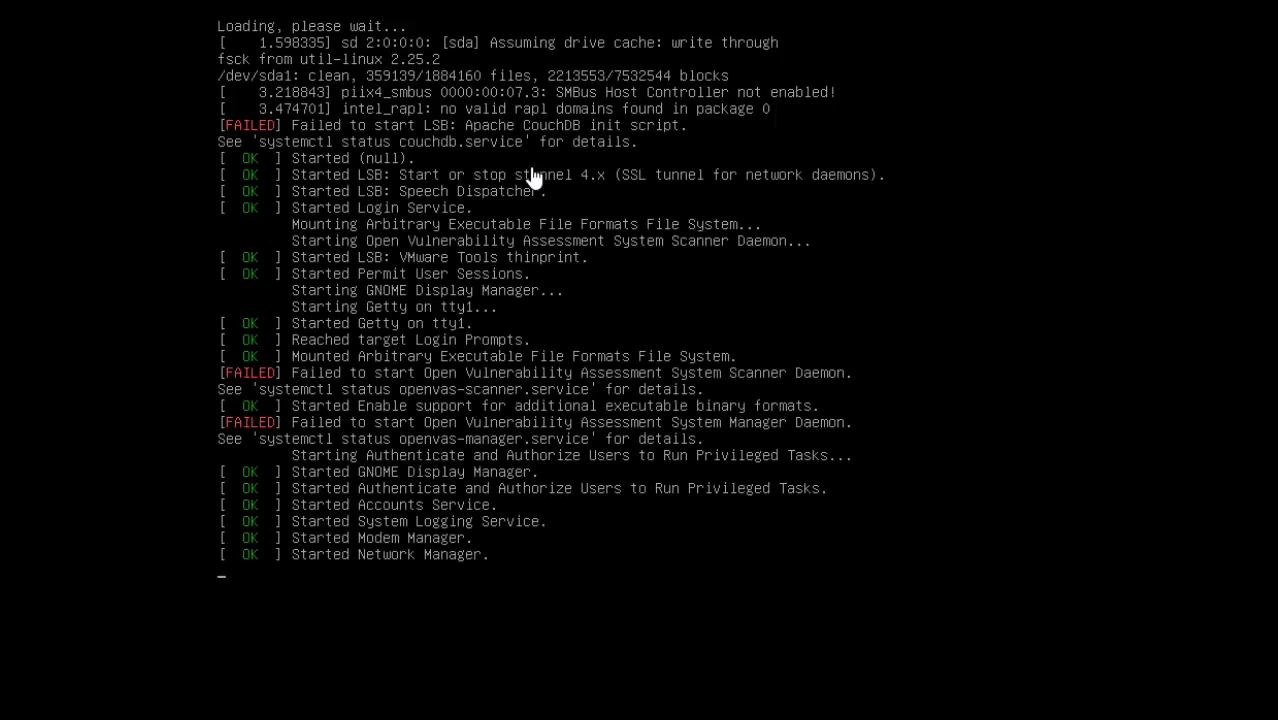 Loading, please wait...
[    1.598335] sd 2:0:0:0: [sda] Assuming drive cache: write through
fsck from util-linux 2.25.2
/dev/sda1: clean, 359139/1884160 files, 2213553/7532544 blocks
[    3.218843] piix4_smbus 0000:00:07.3: SMBus Host Controller not enabled!
[    3.474701] intel_rapl: no valid rapl domains found in package 0
[FAILED] Failed to start LSB: Apache CouchDB init script.
See 'systemctl status couchdb.service' for details.
[  OK  ] Started (null).
[  OK  ] Started LSB: Start or stop stunnel 4.x (SSL tunnel for network daemons).
[  OK  ] Started LSB: Speech Dispatcher.
[  OK  ] Started Login Service.
         Mounting Arbitrary Executable File Formats File System...
         Starting Open Vulnerability Assessment System Scanner Daemon...
[  OK  ] Started LSB: VMware Tools thinprint.
[  OK  ] Started Permit User Sessions.
         Starting GNOME Display Manager...
         Starting Getty on tty1...
[  OK  ] Started Getty on tty1.
[  OK  ] Reached target Login Prompts.
[  OK  ] Mounted Arbitrary Executable File Formats File System.
[FAILED] Failed to start Open Vulnerability Assessment System Scanner Daemon.
See 'systemctl status openvas-scanner.service' for details.
[  OK  ] Started Enable support for additional executable binary formats.
[FAILED] Failed to start Open Vulnerability Assessment System Manager Daemon.
See 'systemctl status openvas-manager.service' for details.
         Starting Authenticate and Authorize Users to Run Privileged Tasks...
[  OK  ] Started GNOME Display Manager.
[  OK  ] Started Authenticate and Authorize Users to Run Privileged Tasks.
[  OK  ] Started Accounts Service.
[  OK  ] Started System Logging Service.
[  OK  ] Started Modem Manager.
[  OK  ] Started Network Manager.